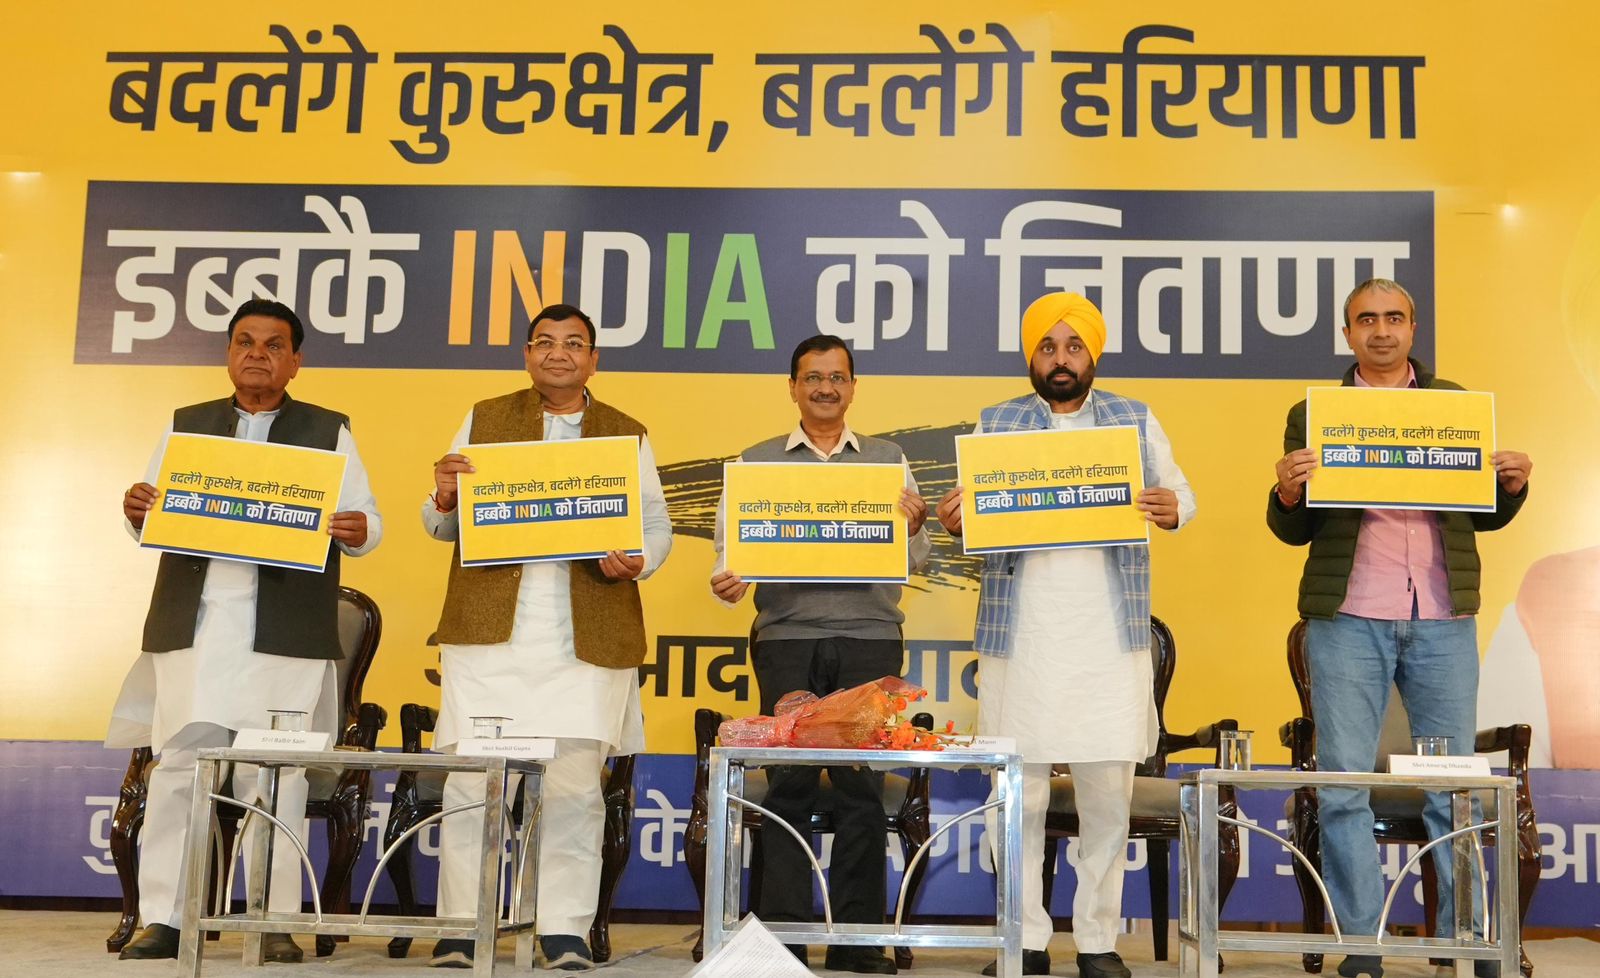 बदलेंगे कुरुक्षेत्र, बदलेंगे हरियाणा
इब्बकै INDIA को जिताणा
बदलेंगे कुरुक्षेत्र, बदलेंगे हरियाणा
इब्बकै INDIA को जिताणा
बदलेंगे कुरुक्षेत्र, बदलेंगे हरियाणा
इब्बकै INDIA को जिताणा
बदलेंगे कुरुक्षेत्र, बदलेंगे हरियाणा
इब्बकै INDIA को जिताणा
बदलेंगे कुरुक्षेत्र, बदलेंगे हरियाणा
इब्बकै INDIA को जिताणा
बदलेंगे कुरुक्षेत्र, बदलेंगे हरियाणा
इब्बकै INDIA को जिताणा
Shri Balbir Saini
Shri Sushil Gupta
Mann
Shri Anurag Dhanda